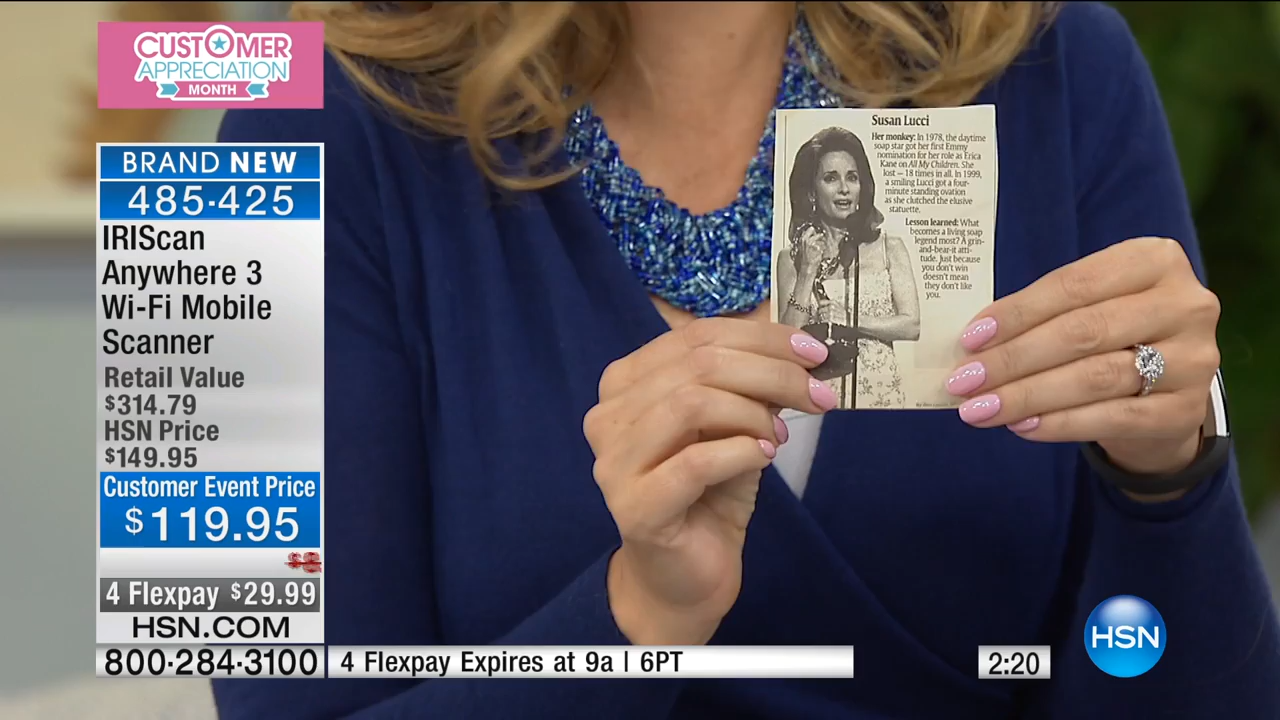 CUSTOMER
APPRECIATION
MONTH
BRAND NEW
485·425
IRIScan
Anywhere 3
Wi-Fi Mobile
Scanner
Retail Value
$314.79
HSN Price
$149.95
Customer Event Price
$119.95
4 Flexpay $29.99
HSN.COM
800·284·3100
4 Flexpay Expires at 9a | 6PT
2:20
HSN
Susan Lucci
Her monkey: In 1978, the daytime
soap star got her first Emmy
nomination for her role as Erica
Kane on All My Children. She
lost — 18 times in all. In 1999,
a smiling Lucci got a four-
minute standing ovation
as she clutched the elusive
statuette.
Lesson learned: What
becomes a living soap
legend most? A grin-
and-bear-it atti-
tude. Just because
you don't win
doesn't mean
they don't like
you.